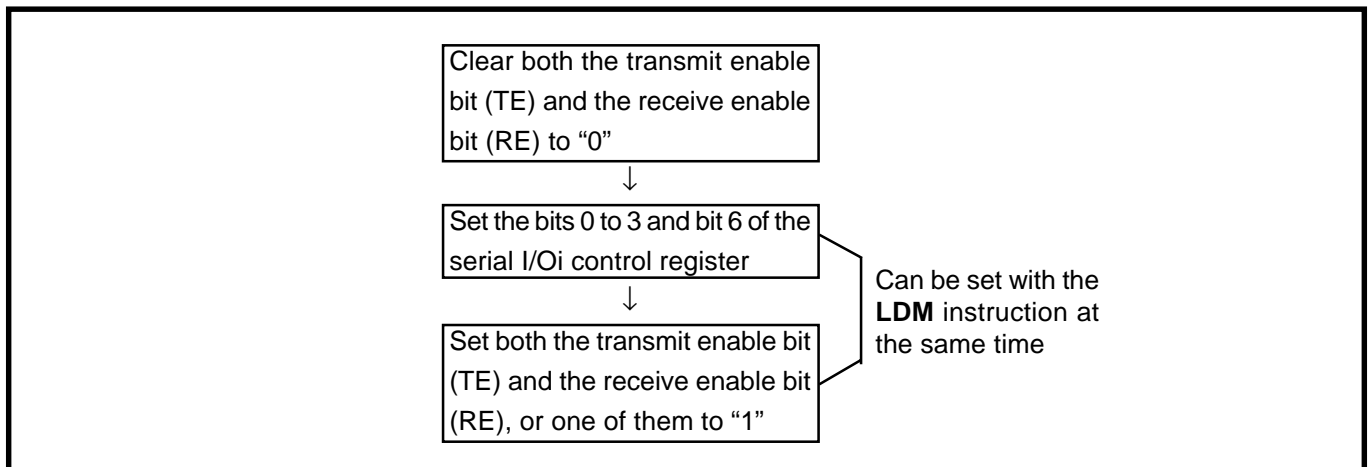 Clear both the transmit enable
bit (TE) and the receive enable
bit (RE) to “0”
↓
Set the bits 0 to 3 and bit 6 of the
serial I/Oi control register
↓
Set both the transmit enable bit
(TE) and the receive enable bit
(RE), or one of them to “1”
Can be set with the
LDM instruction at
the same time